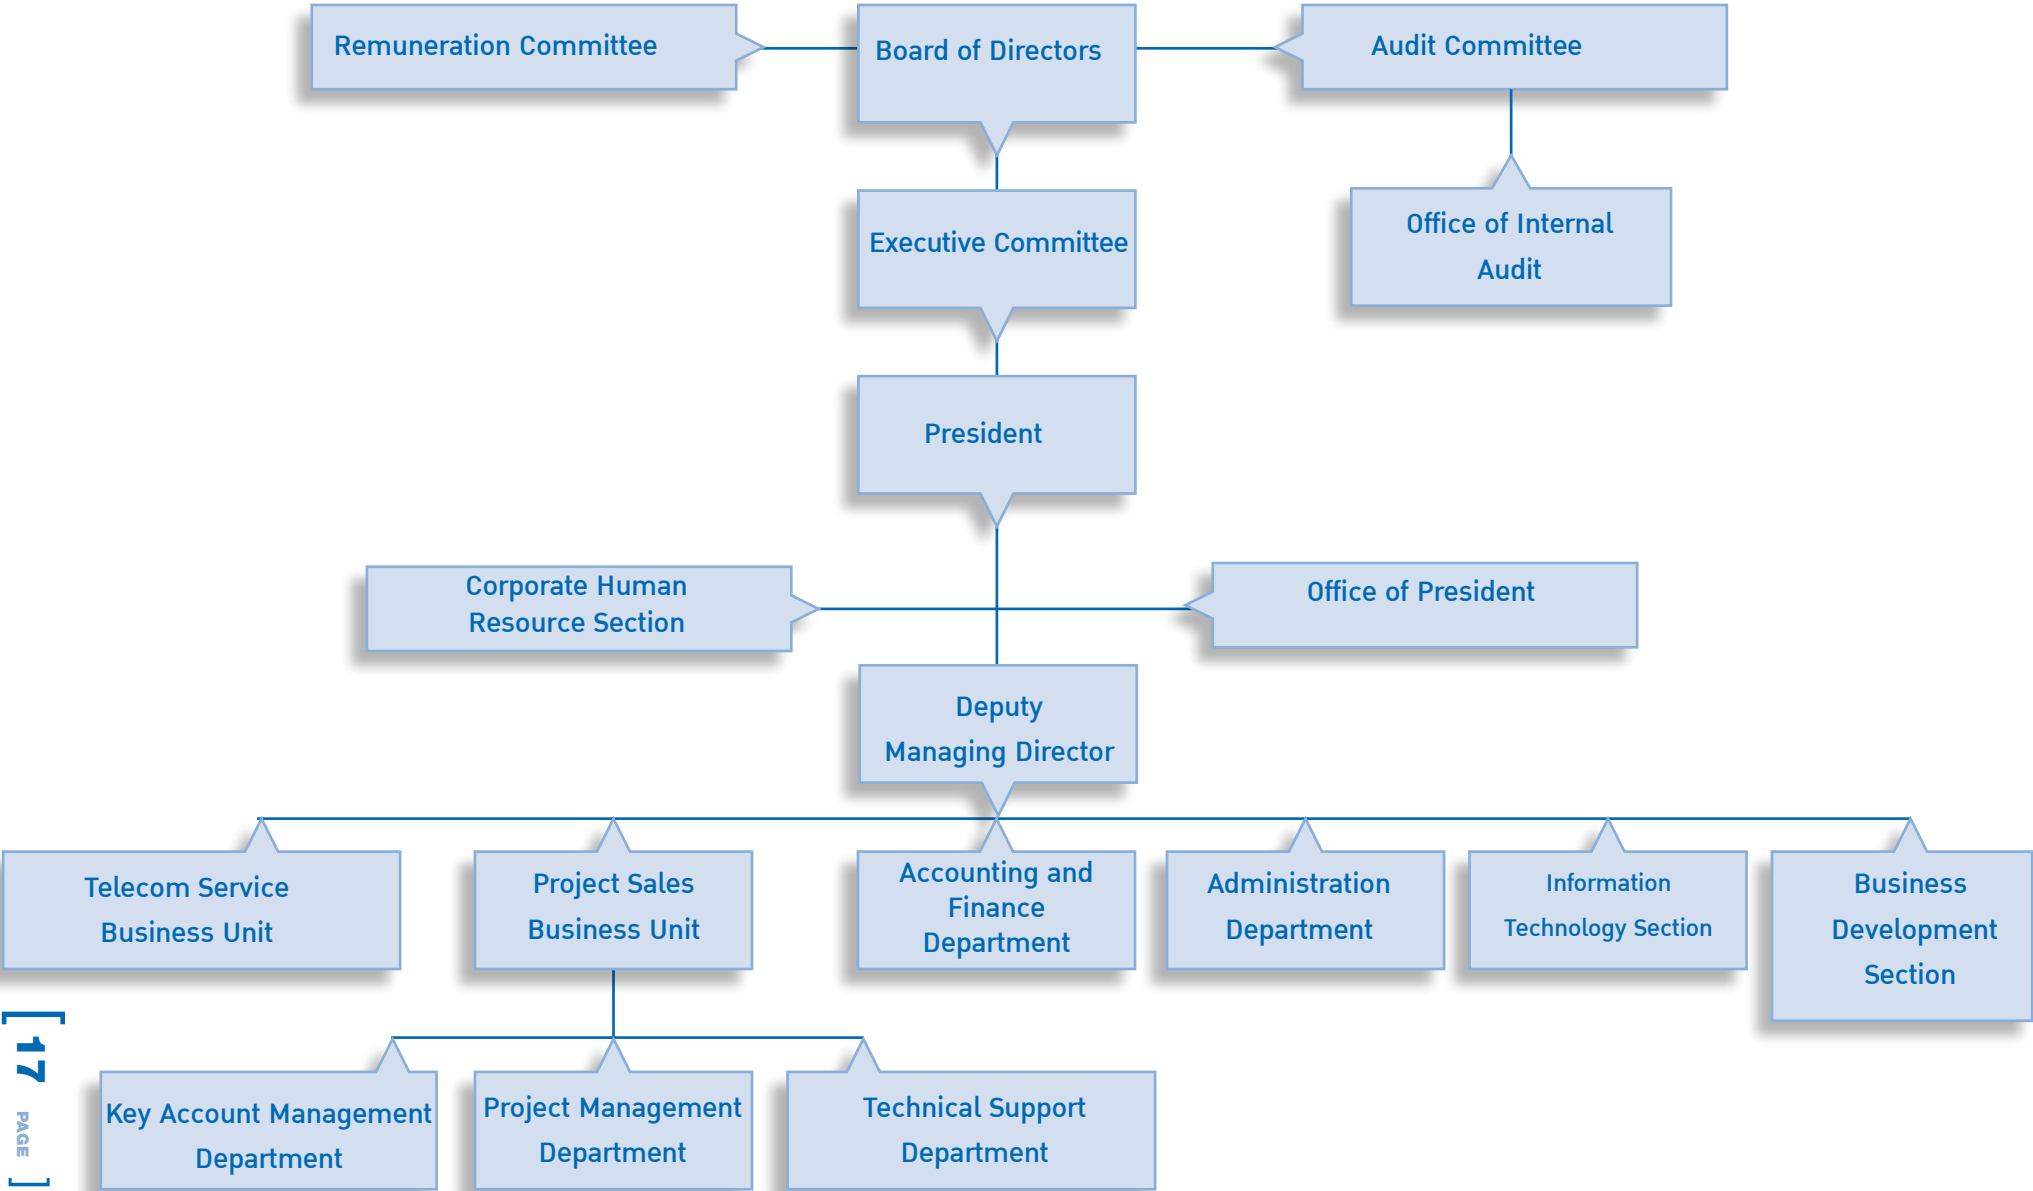 Remuneration Committee
Board of Directors
Audit Committee
Executive Committee
Office of Internal
Audit
President
Corporate Human
Resource Section
Office of President
Deputy
Managing Director
Telecom Service
Business Unit
Project Sales
Business Unit
Accounting and
Finance
Department
Administration
Department
Information
Technology Section
Business
Development
Section
Key Account Management
Department
Project Management
Department
Technical Support
Department
[ 17 PAGE ]